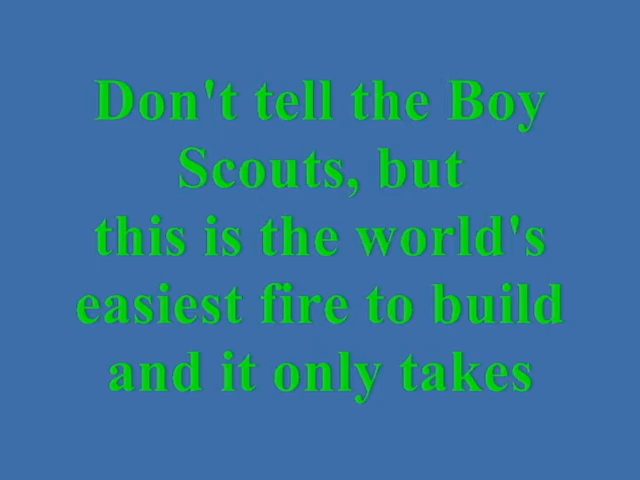 Don't tell the Boy
Scouts, but
this is the world's
easiest fire to build
and it only takes